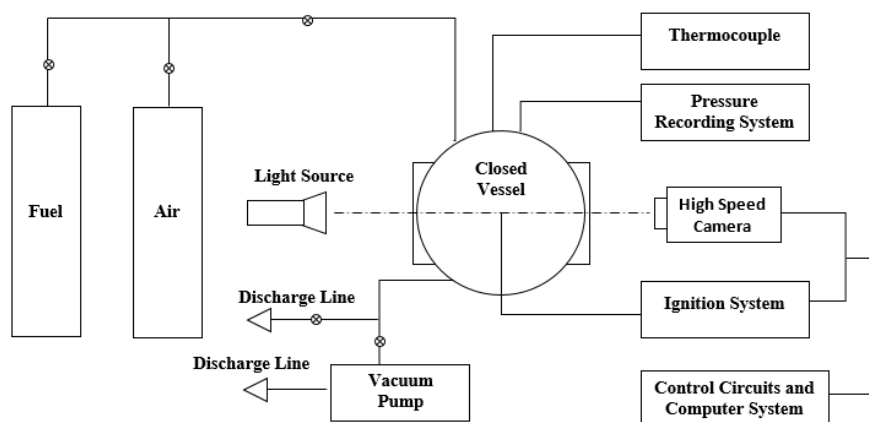 Thermocouple
Pressure
Recording System
Light Source
Closed
Vessel
Fuel
Air
High Speed
Camera
Discharge Line
Ignition System
Discharge Line
Vacuum
Pump
Control Circuits and
Computer System